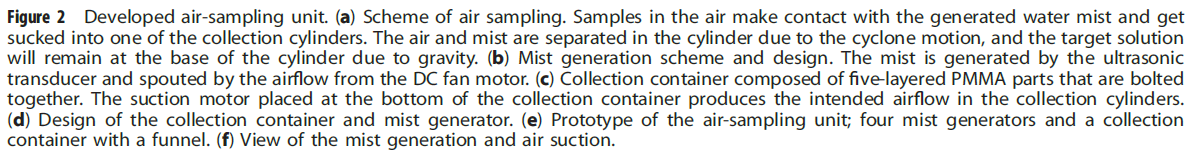 Figure 2 Developed air-sampling unit. (a) Scheme of air sampling. Samples in the air make contact with the generated water mist and get
sucked into one of the collection cylinders. The air and mist are separated in the cylinder due to the cyclone motion, and the target solution
will remain at the base of the cylinder due to gravity. (b) Mist generation scheme and design. The mist is generated by the ultrasonic
transducer and spouted by the airflow from the DC fan motor. (c) Collection container composed of five-layered PMMA parts that are bolted
together. The suction motor placed at the bottom of the collection container produces the intended airflow in the collection cylinders.
(d) Design of the collection container and mist generator. (e) Prototype of the air-sampling unit; four mist generators and a collection
container with a funnel. (f) View of the mist generation and air suction.